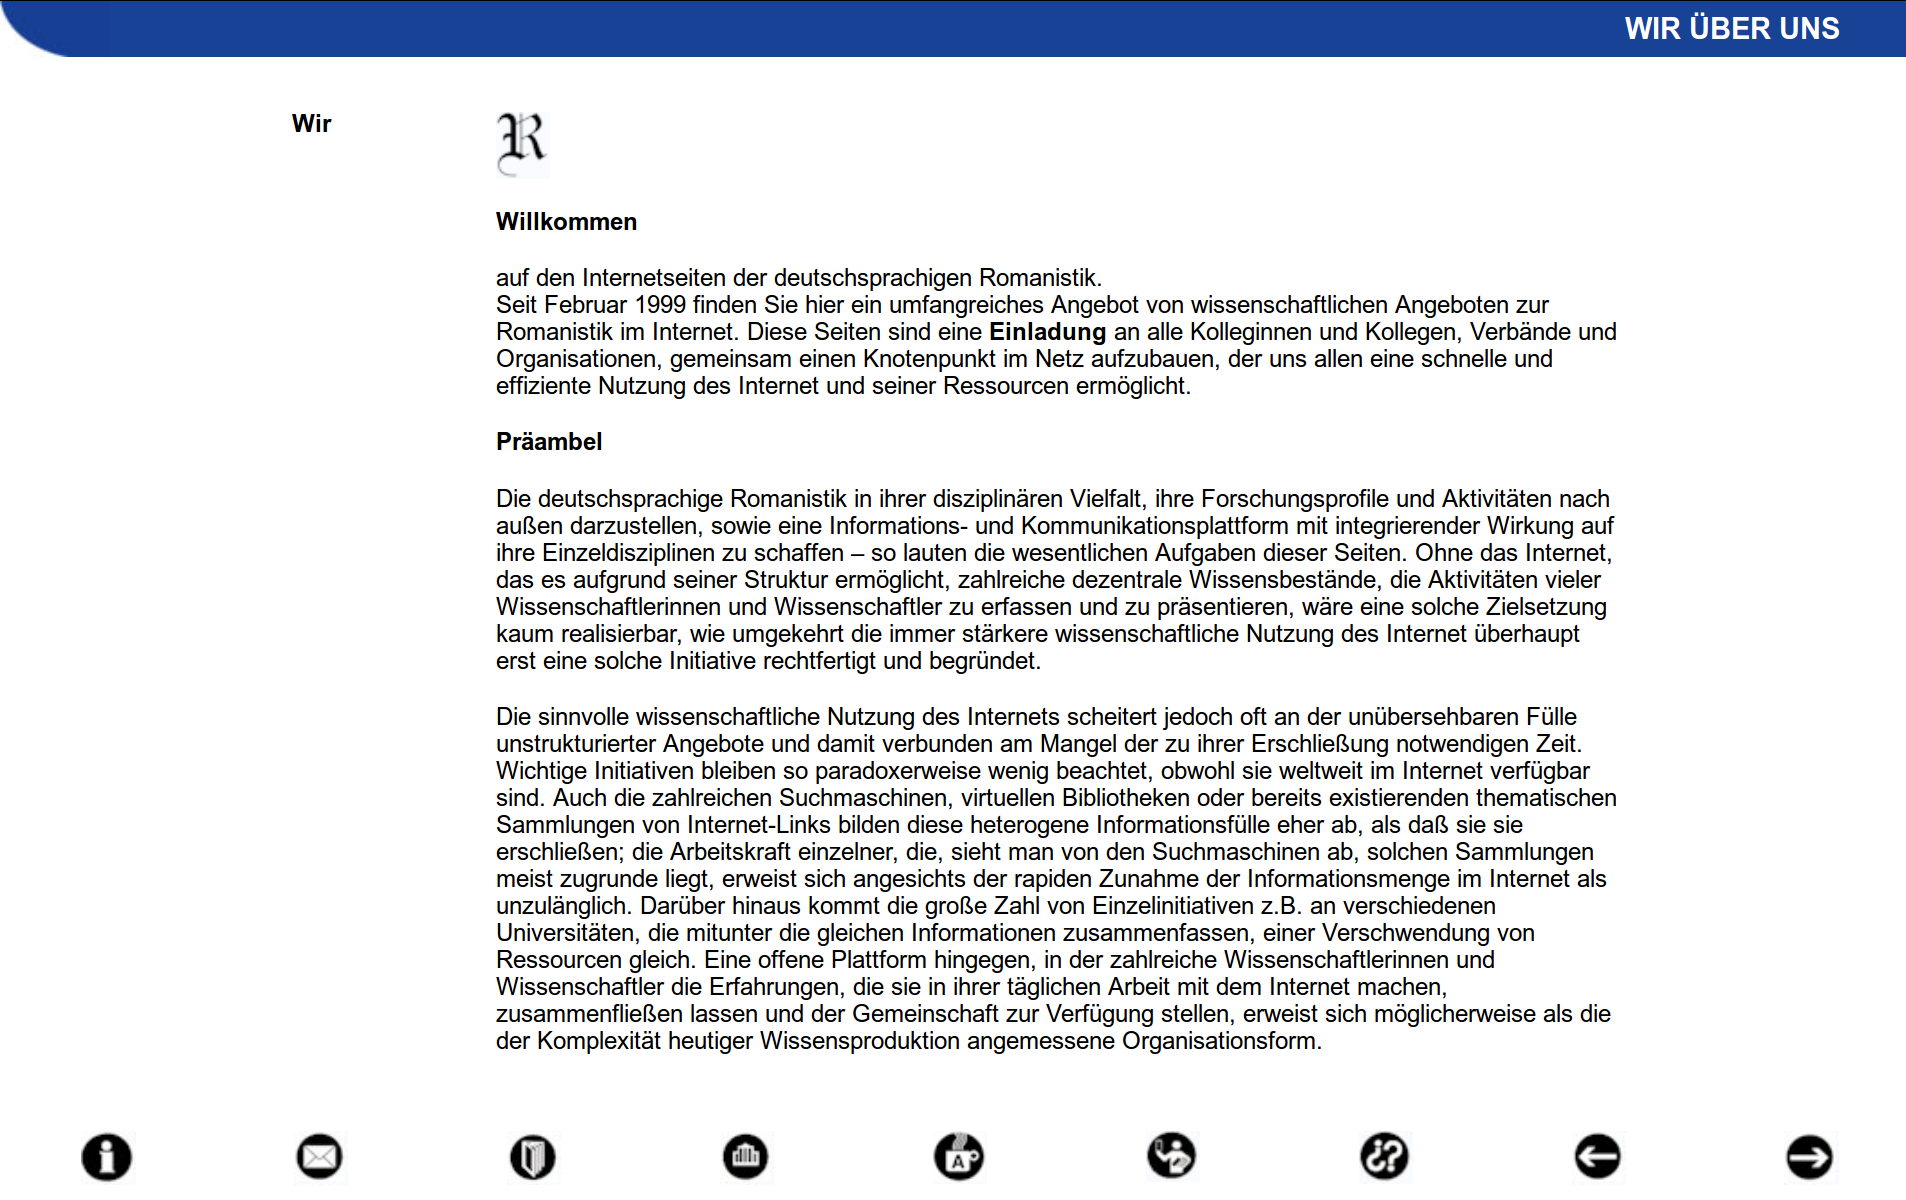 WIR ÜBER UNS
Wir
R
Willkommen
auf den Internetseiten der deutschsprachigen Romanistik.
Seit Februar 1999 finden Sie hier ein umfangreiches Angebot von wissenschaftlichen Angeboten zur
Romanistik im Internet. Diese Seiten sind eine Einladung an alle Kolleginnen und Kollegen, Verbände und
Organisationen, gemeinsam einen Knotenpunkt im Netz aufzubauen, der uns allen eine schnelle und
effiziente Nutzung des Internet und seiner Ressourcen ermöglicht.
Präambel
Die deutschsprachige Romanistik in ihrer disziplinären Vielfalt, ihre Forschungsprofile und Aktivitäten nach
außen darzustellen, sowie eine Informations- und Kommunikationsplattform mit integrierender Wirkung auf
ihre Einzeldisziplinen zu schaffen – so lauten die wesentlichen Aufgaben dieser Seiten. Ohne das Internet,
das es aufgrund seiner Struktur ermöglicht, zahlreiche dezentrale Wissensbestände, die Aktivitäten vieler
Wissenschaftlerinnen und Wissenschaftler zu erfassen und zu präsentieren, wäre eine solche Zielsetzung
kaum realisierbar, wie umgekehrt die immer stärkere wissenschaftliche Nutzung des Internet überhaupt
erst eine solche Initiative rechtfertigt und begründet.
Die sinnvolle wissenschaftliche Nutzung des Internets scheitert jedoch oft an der unübersehbaren Fülle
unstrukturierter Angebote und damit verbunden am Mangel der zu ihrer Erschließung notwendigen Zeit.
Wichtige Initiativen bleiben so paradoxerweise wenig beachtet, obwohl sie weltweit im Internet verfügbar
sind. Auch die zahlreichen Suchmaschinen, virtuellen Bibliotheken oder bereits existierenden thematischen
Sammlungen von Internet-Links bilden diese heterogene Informationsfülle eher ab, als daß sie sie
erschließen; die Arbeitskraft einzelner, die, sieht man von den Suchmaschinen ab, solchen Sammlungen
meist zugrunde liegt, erweist sich angesichts der rapiden Zunahme der Informationsmenge im Internet als
unzulänglich. Darüber hinaus kommt die große Zahl von Einzelinitiativen z.B. an verschiedenen
Universitäten, die mitunter die gleichen Informationen zusammenfassen, einer Verschwendung von
Ressourcen gleich. Eine offene Plattform hingegen, in der zahlreiche Wissenschaftlerinnen und
Wissenschaftler die Erfahrungen, die sie in ihrer täglichen Arbeit mit dem Internet machen,
zusammenfließen lassen und der Gemeinschaft zur Verfügung stellen, erweist sich möglicherweise als die
der Komplexität heutiger Wissensproduktion angemessene Organisationsform.
i
A
¿?